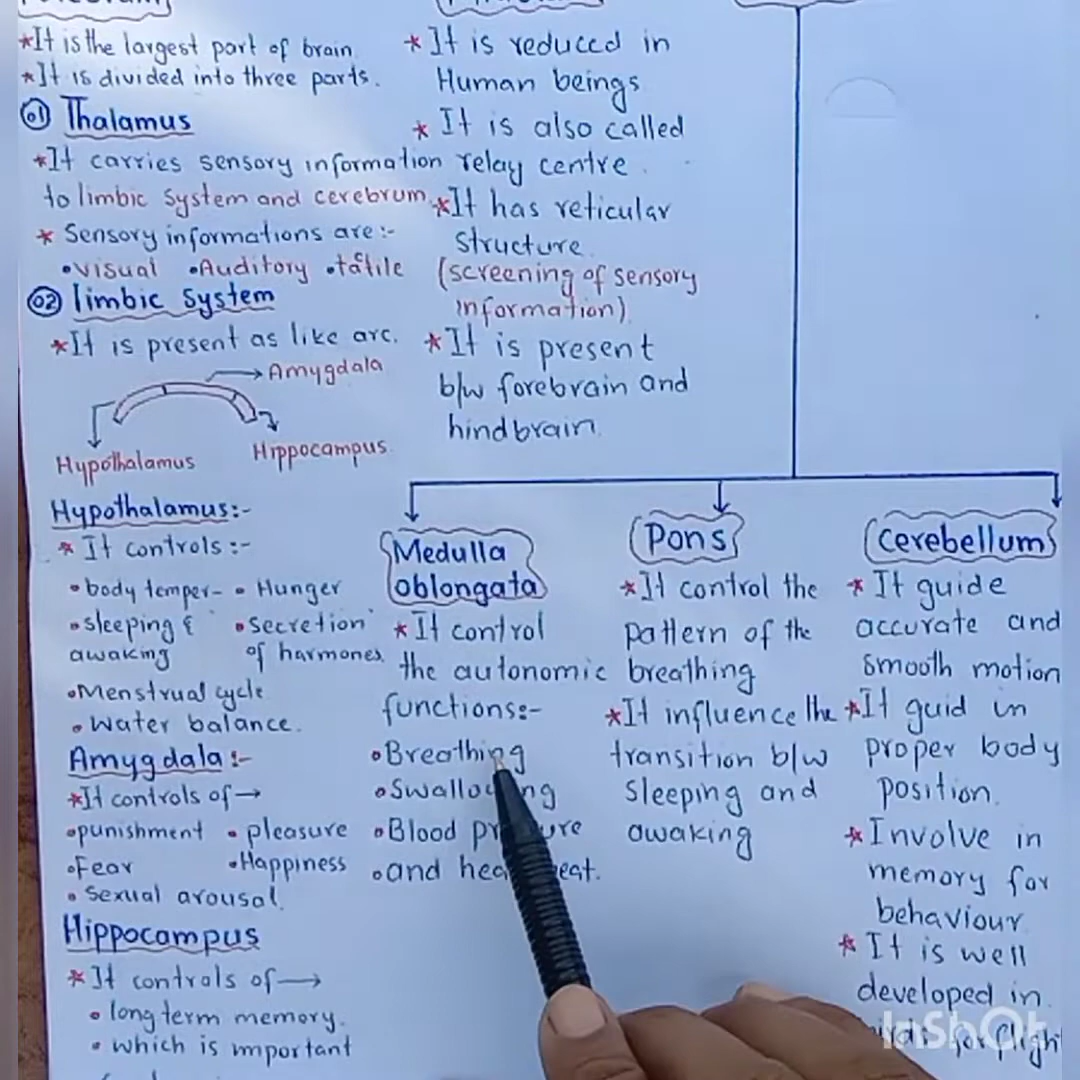 *It is the largest part of brain
*It is divided into three parts.
01 Thalamus
*It carries sensory information
to limbic system and cerebrum
* Sensory informations are:-
•visual •Auditory •tactile
02 limbic system
*It is present as like arc.
Amygdala
Hypothalamus
Hippocampus
Hypothalamus:-
* It controls:-
•body temper- • Hunger
•sleeping & • secretion
awaking of harmones
•Menstrual cycle
• water balance.
Amygdala:-
*It controls of →
•punishment • pleasure
•Fear •Happiness
• sexual arousal.
Hippocampus
* It controls of →
• long term memory.
• which is important
* It is reduced in
Human beings
* It is also called
relay centre.
*It has reticular
structure.
(screening of sensory
information)
*It is present
b/w forebrain and
hindbrain.
Medulla
oblongata
* It control
the autonomic
functions:-
•Breathing
•Swallowing
•Blood pressure
•and heartbeat.
Pons
*It control the
pattern of the
breathing
*It influence the
transition b/w
sleeping and
awaking
cerebellum
* It guide
accurate and
smooth motion
*It guid in
proper body
position.
* Involve in
memory for
behaviour
* It is well
developed in
for fligh
InShOt